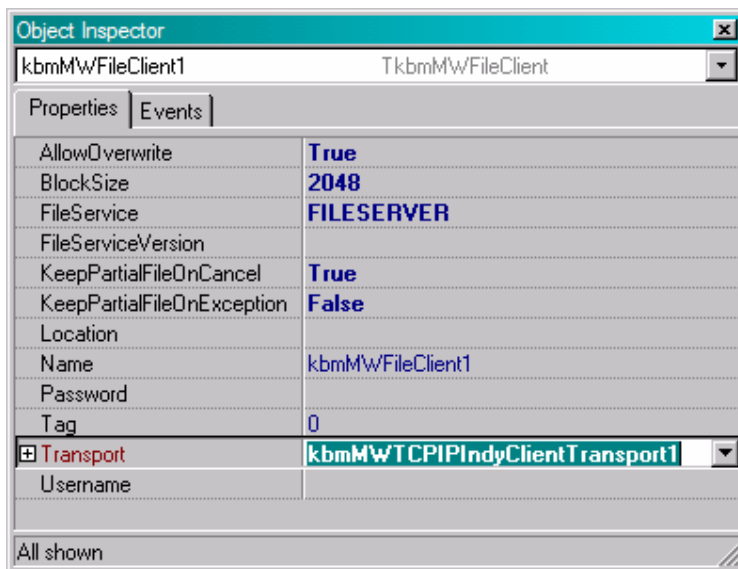 Object Inspector
kbmMWFileClient1 TkbmMWFileClient
Properties Events
AllowOverwrite True
BlockSize 2048
FileService FILESERVER
FileServiceVersion
KeepPartialFileOnCancel True
KeepPartialFileOnException False
Location
Name kbmMWFileClient1
Password
Tag 0
Transport kbmMWTCPIPIndyClientTransport1
Username
All shown